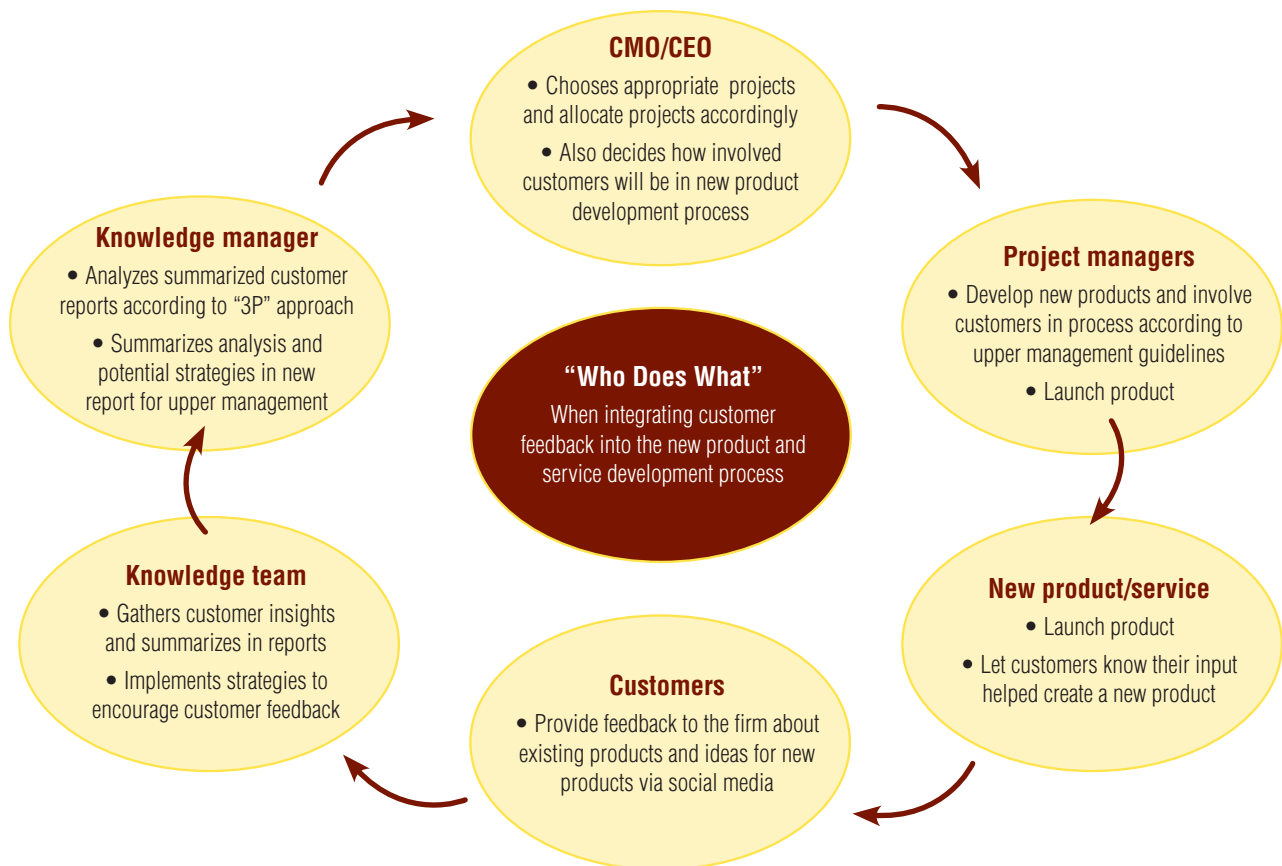 CMO/CEO
• Chooses appropriate projects
and allocate projects accordingly
• Also decides how involved
customers will be in new product
development process
Project managers
• Develop new products and involve
customers in process according to
upper management guidelines
• Launch product
New product/service
• Launch product
• Let customers know their input
helped create a new product
Customers
• Provide feedback to the firm about
existing products and ideas for new
products via social media
Knowledge team
• Gathers customer insights
and summarizes in reports
• Implements strategies to
encourage customer feedback
Knowledge manager
• Analyzes summarized customer
reports according to “3P” approach
• Summarizes analysis and
potential strategies in new
report for upper management
“Who Does What”
When integrating customer
feedback into the new product and
service development process